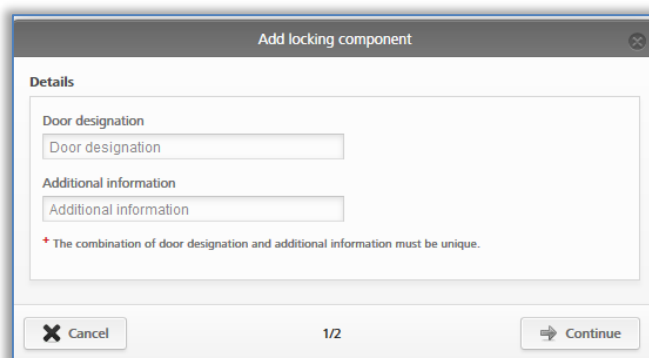 Add locking component
Details
Door designation
Door designation
Additional information
Additional information
* The combination of door designation and additional information must be unique.
Cancel
1/2
Continue